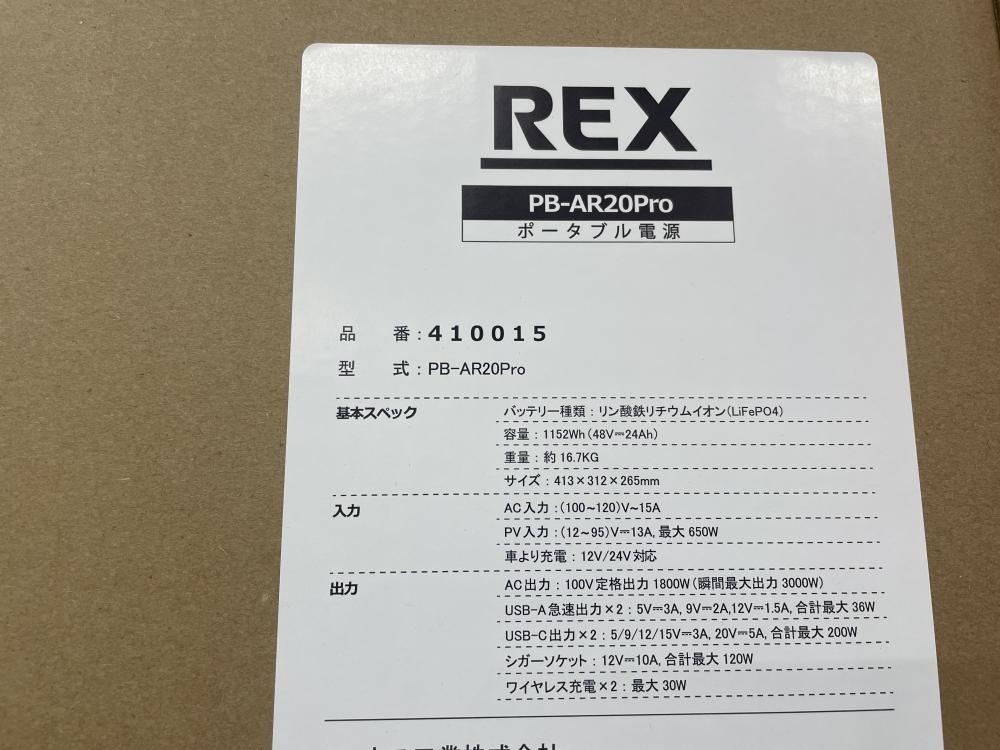 REX
PB-AR20Pro
ポータブル電源
品 番：410015
型 式：PB-AR20Pro
基本スペック バッテリー種類：リン酸鉄リチウムイオン(LiFePO4)
容量：1152Wh(48V⎓24Ah)
重量：約16.7KG
サイズ：413×312×265mm
入力 AC入力：(100~120)V~15A
PV入力：(12~95)V⎓13A, 最大650W
車より充電：12V/24V対応
出力 AC出力：100V定格出力1800W(瞬間最大出力3000W)
USB-A急速出力×2：5V⎓3A, 9V⎓2A,12V⎓1.5A, 合計最大36W
USB-C出力×2：5/9/12/15V⎓3A, 20V⎓5A, 合計最大200W
シガーソケット：12V⎓10A, 合計最大120W
ワイヤレス充電×2：最大30W
工業株式会社